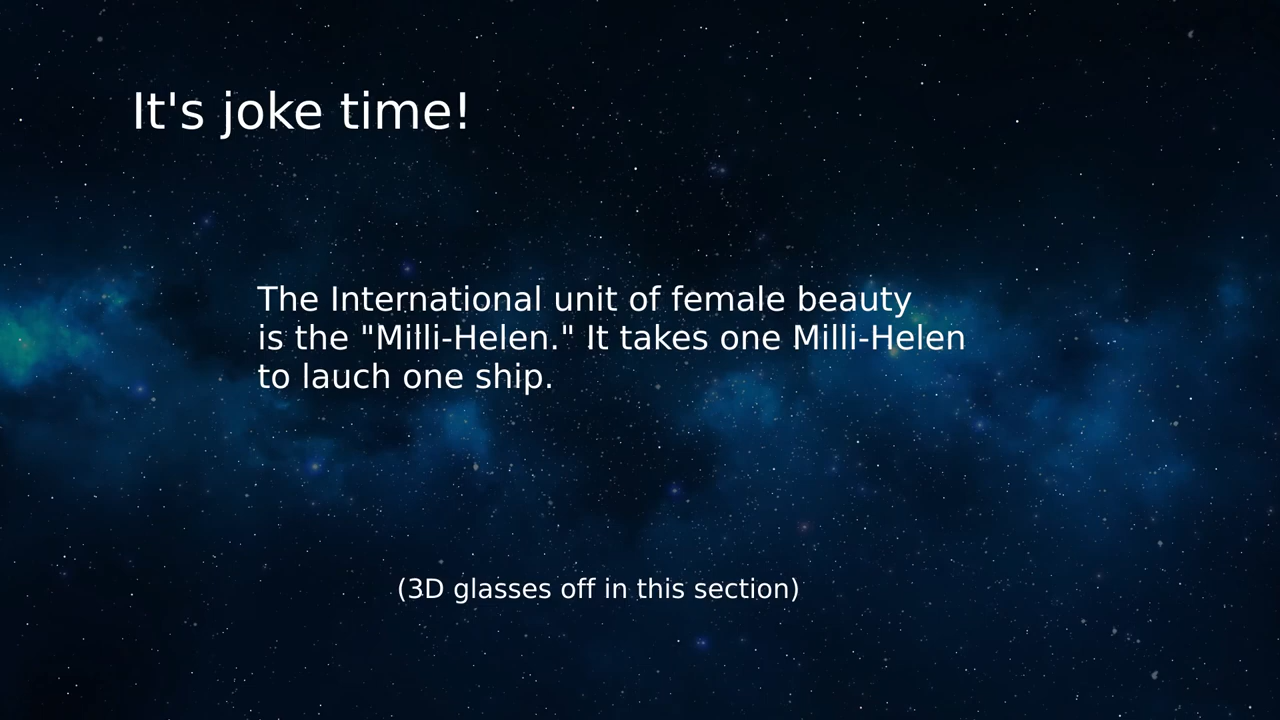 It's joke time!
The International unit of female beauty
is the "Milli-Helen." It takes one Milli-Helen
to lauch one ship.
(3D glasses off in this section)